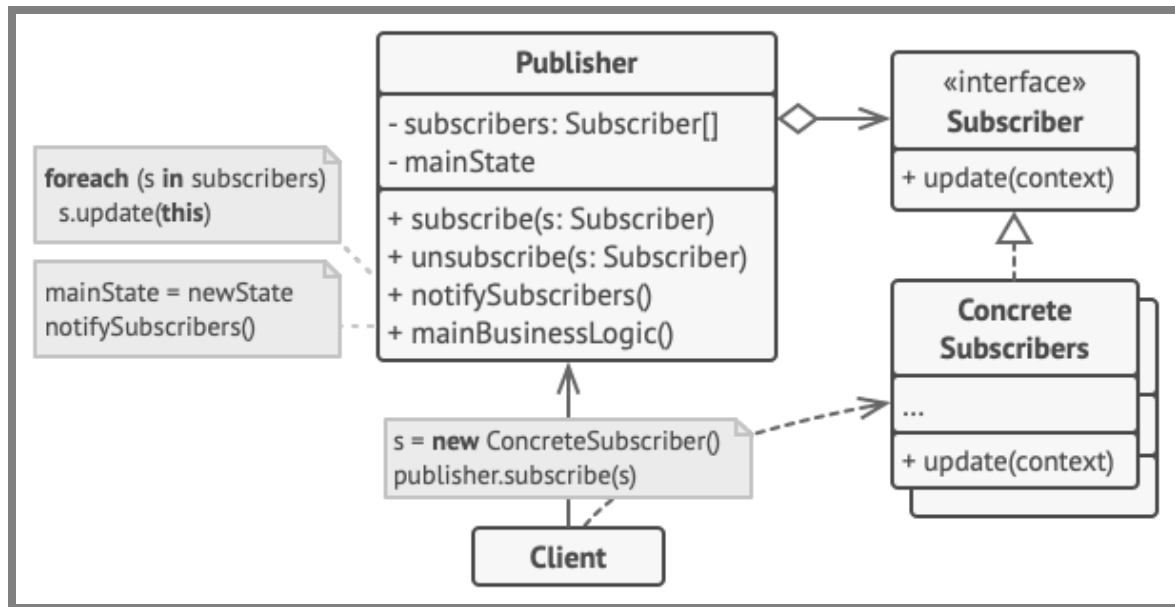 Publisher
- subscribers: Subscriber[]
- mainState
+ subscribe(s: Subscriber)
+ unsubscribe(s: Subscriber)
+ notifySubscribers()
+ mainBusinessLogic()
«interface»
Subscriber
+ update(context)
foreach (s in subscribers)
s.update(this)
mainState = newState
notifySubscribers()
Concrete
Subscribers
...
+ update(context)
s = new ConcreteSubscriber()
publisher.subscribe(s)
Client